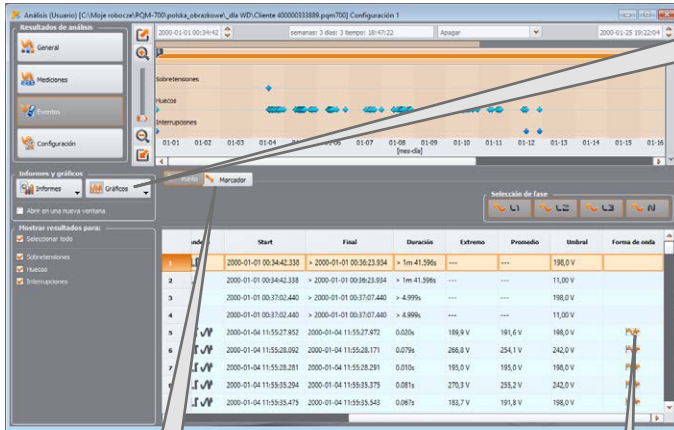 Análisis (Usuario) [C:\Moje robocze\PQM-700\polska_obrazkowe\_dla WD\Cliente 400000333889.pqm700] Configuración 1
Resultados de análisis
General
Mediciones
Eventos
Configuración
2000-01-01 00:34:42
semanas: 3 días: 3 tiempo: 18:47:22
Apagar
2000-01-25 19:22:04
Sobretensiones
Huecos
Interrupciones
01-01 01-02 01-03 01-04 01-06 01-07 01-08 01-09 01-10 01-11 01-12 01-13 01-14 01-15 01-16
[mes-día]
Informes y gráficos
Informes
Gráficos
Abrir en una nueva ventana
Mostrar resultados para:
Seleccionar todo
Sobretensiones
Huecos
Interrupciones
Punto
Marcador
Selección de fase
L1 L2 L3 N
Start Final Duración Extremo Promedio Umbral Forma de onda
1 2000-01-01 00:34:42.338 > 2000-01-01 00:36:23.934 > 1m 41.596s --- --- 198,0 V
2 2000-01-01 00:34:42.338 > 2000-01-01 00:36:23.934 > 1m 41.596s --- --- 11,00 V
3 2000-01-01 00:37:02.440 > 2000-01-01 00:37:07.440 > 4.999s --- --- 198,0 V
4 2000-01-01 00:37:02.440 > 2000-01-01 00:37:07.440 > 4.999s --- --- 11,00 V
5 2000-01-04 11:55:27.952 2000-01-04 11:55:27.972 0.020s 189,9 V 191,6 V 198,0 V
6 2000-01-04 11:55:28.092 2000-01-04 11:55:28.171 0.079s 266,8 V 254,1 V 242,0 V
7 2000-01-04 11:55:28.281 2000-01-04 11:55:28.291 0.010s 195,0 V 195,0 V 198,0 V
2000-01-04 11:55:35.294 2000-01-04 11:55:35.375 0.081s 270,3 V 255,2 V 242,0 V
2000-01-04 11:55:35.475 2000-01-04 11:55:35.543 0.067s 183,7 V 191,8 V 198,0 V